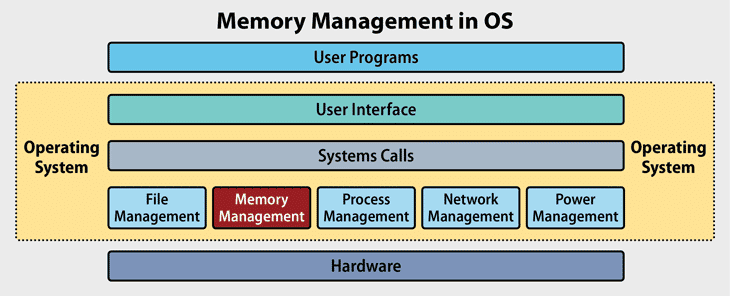 Memory Management in OS
User Programs
User Interface
Operating
System
Systems Calls
Operating
System
File
Management
Memory
Management
Process
Management
Network
Management
Power
Management
Hardware